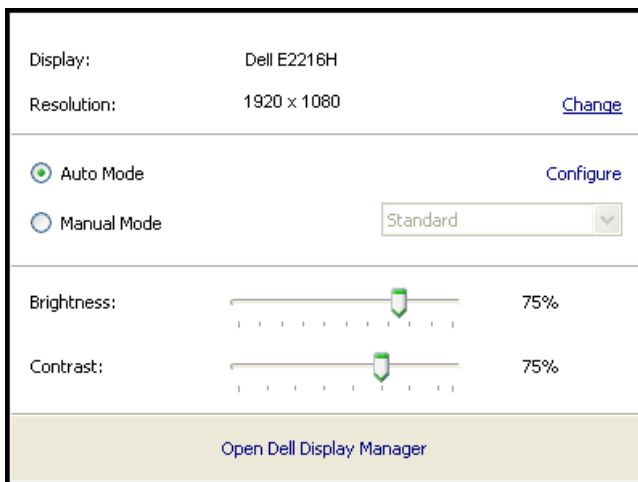 Display: Dell E2216H
Resolution: 1920 x 1080 Change
Auto Mode Configure
Manual Mode Standard
Brightness: 75%
Contrast: 75%
Open Dell Display Manager